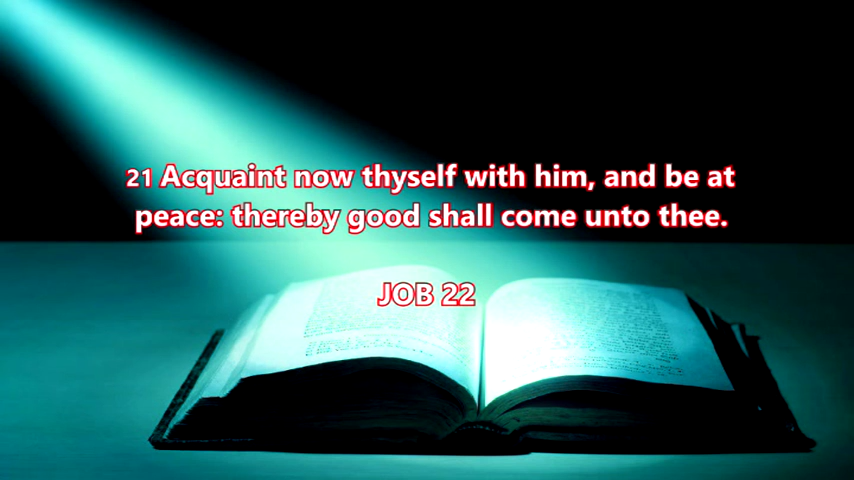 21 Acquaint now thyself with him, and be at
peace: thereby good shall come unto thee.
JOB 22